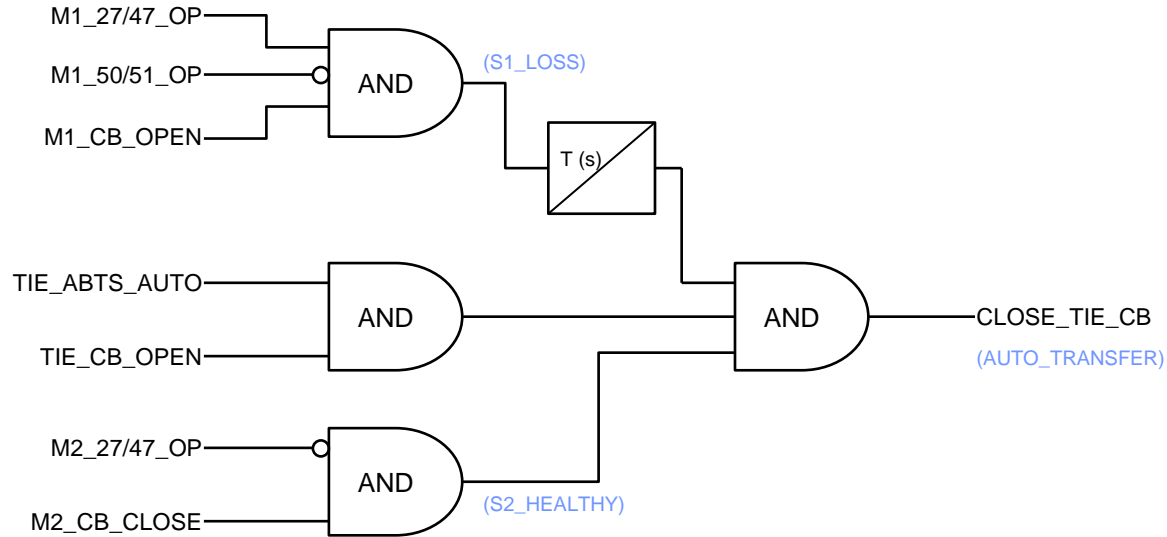 M1_27/47_OP
M1_50/51_OP
M1_CB_OPEN
AND
(S1_LOSS)
T (s)
TIE_ABTS_AUTO
TIE_CB_OPEN
AND
AND
CLOSE_TIE_CB
(AUTO_TRANSFER)
M2_27/47_OP
M2_CB_CLOSE
AND
(S2_HEALTHY)